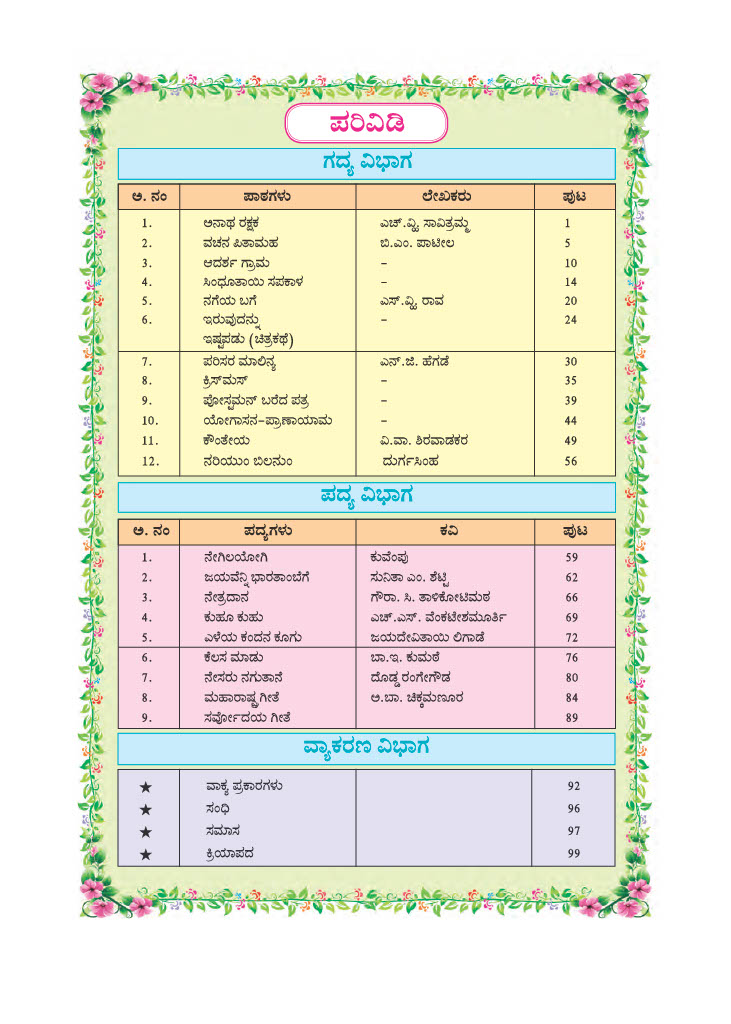 ಪರಿವಿಡಿ
ಗದ್ಯ ವಿಭಾಗ
ಅ. ನಂ ಪಾಠಗಳು ಲೇಖಕರು ಪುಟ
1. ಅನಾಥ ರಕ್ಷಕ ಎಚ್.ವ್ಹಿ. ಸಾವಿತ್ರಮ್ಮ 1
2. ವಚನ ಪಿತಾಮಹ ಬಿ.ಎಂ. ಪಾಟೀಲ 5
3. ಆದರ್ಶ ಗ್ರಾಮ – 10
4. ಸಿಂಧೂತಾಯಿ ಸಪಕಾಳ – 14
5. ನಗೆಯ ಬಗೆ ಎಸ್.ವ್ಹಿ. ರಾವ 20
6. ಇರುವುದನ್ನು – 24
ಇಷ್ಟಪಡು (ಚಿತ್ರಕಥೆ)
7. ಪರಿಸರ ಮಾಲಿನ್ಯ ಎನ್.ಜಿ. ಹೆಗಡೆ 30
8. ಕ್ರಿಸ್‌ಮಸ್ – 35
9. ಪೋಸ್ಟಮನ್ ಬರೆದ ಪತ್ರ – 39
10. ಯೋಗಾಸನ–ಪ್ರಾಣಾಯಾಮ – 44
11. ಕೌಂತೇಯ ವಿ.ವಾ. ಶಿರವಾಡಕರ 49
12. ನರಿಯುಂ ಬಿಲನುಂ ದುರ್ಗಸಿಂಹ 56
ಪದ್ಯ ವಿಭಾಗ
ಅ. ನಂ ಪದ್ಯಗಳು ಕವಿ ಪುಟ
1. ನೇಗಿಲಯೋಗಿ ಕುವೆಂಪು 59
2. ಜಯವೆನ್ನಿ ಭಾರತಾಂಬೆಗೆ ಸುನಿತಾ ಎಂ. ಶೆಟ್ಟಿ 62
3. ನೇತ್ರದಾನ ಗೌರಾ. ಸಿ. ತಾಳಿಕೋಟಿಮಠ 66
4. ಕುಹೂ ಕುಹು ಎಚ್.ಎಸ್. ವೆಂಕಟೇಶಮೂರ್ತಿ 69
5. ಎಳೆಯ ಕಂದನ ಕೂಗು ಜಯದೇವಿತಾಯಿ ಲಿಗಾಡೆ 72
6. ಕೆಲಸ ಮಾಡು ಬಾ.ಇ. ಕುಮಠೆ 76
7. ನೇಸರು ನಗುತಾನೆ ದೊಡ್ಡರಂಗೇಗೌಡ 80
8. ಮಹಾರಾಷ್ಟ್ರ ಗೀತೆ ಅ.ಬಾ. ಚಿಕ್ಕಮಣೂರ 84
9. ಸರ್ವೋದಯ ಗೀತೆ 89
ವ್ಯಾಕರಣ ವಿಭಾಗ
★ ವಾಕ್ಯ ಪ್ರಕಾರಗಳು 92
★ ಸಂಧಿ 96
★ ಸಮಾಸ 97
★ ಕ್ರಿಯಾಪದ 99